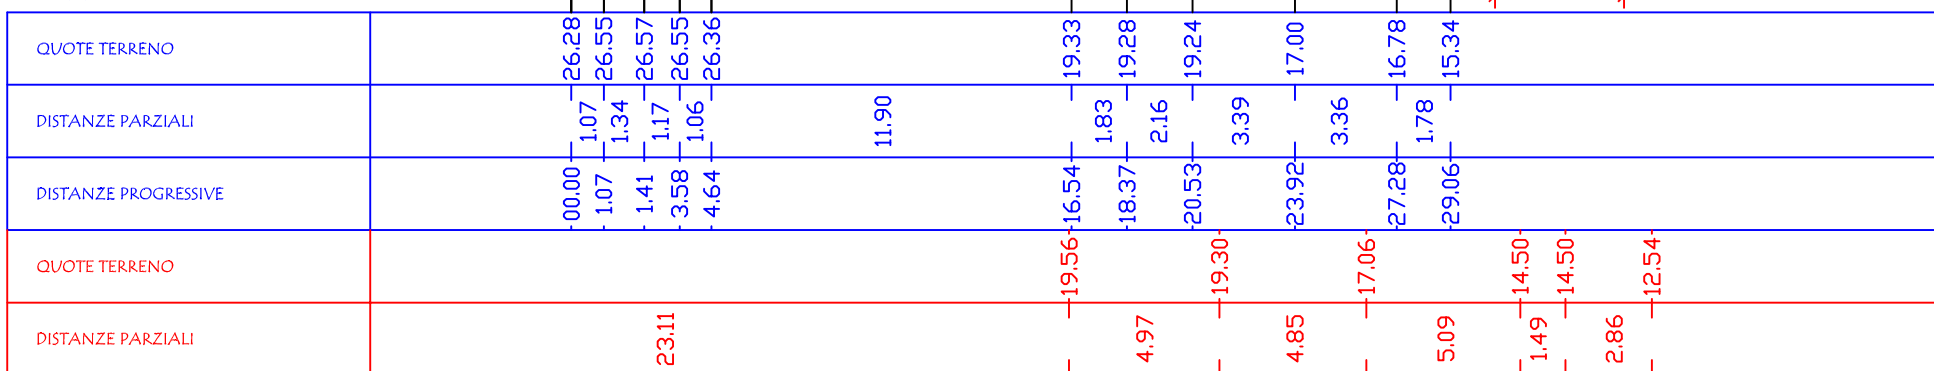 QUOTE TERRENO 26.28 26.55 26.57 26.55 26.36 19.33 19.28 19.24 17.00 16.78 15.34
DISTANZE PARZIALI 1.07 1.34 1.17 1.06 11.90 1.83 2.16 3.39 3.36 1.78
DISTANZE PROGRESSIVE 00.00 1.07 1.41 3.58 4.64 16.54 18.37 20.53 23.92 27.28 29.06
QUOTE TERRENO 19.56 19.30 17.06 14.50 14.50 12.54
DISTANZE PARZIALI 23.11 4.97 4.85 5.09 1.49 2.86